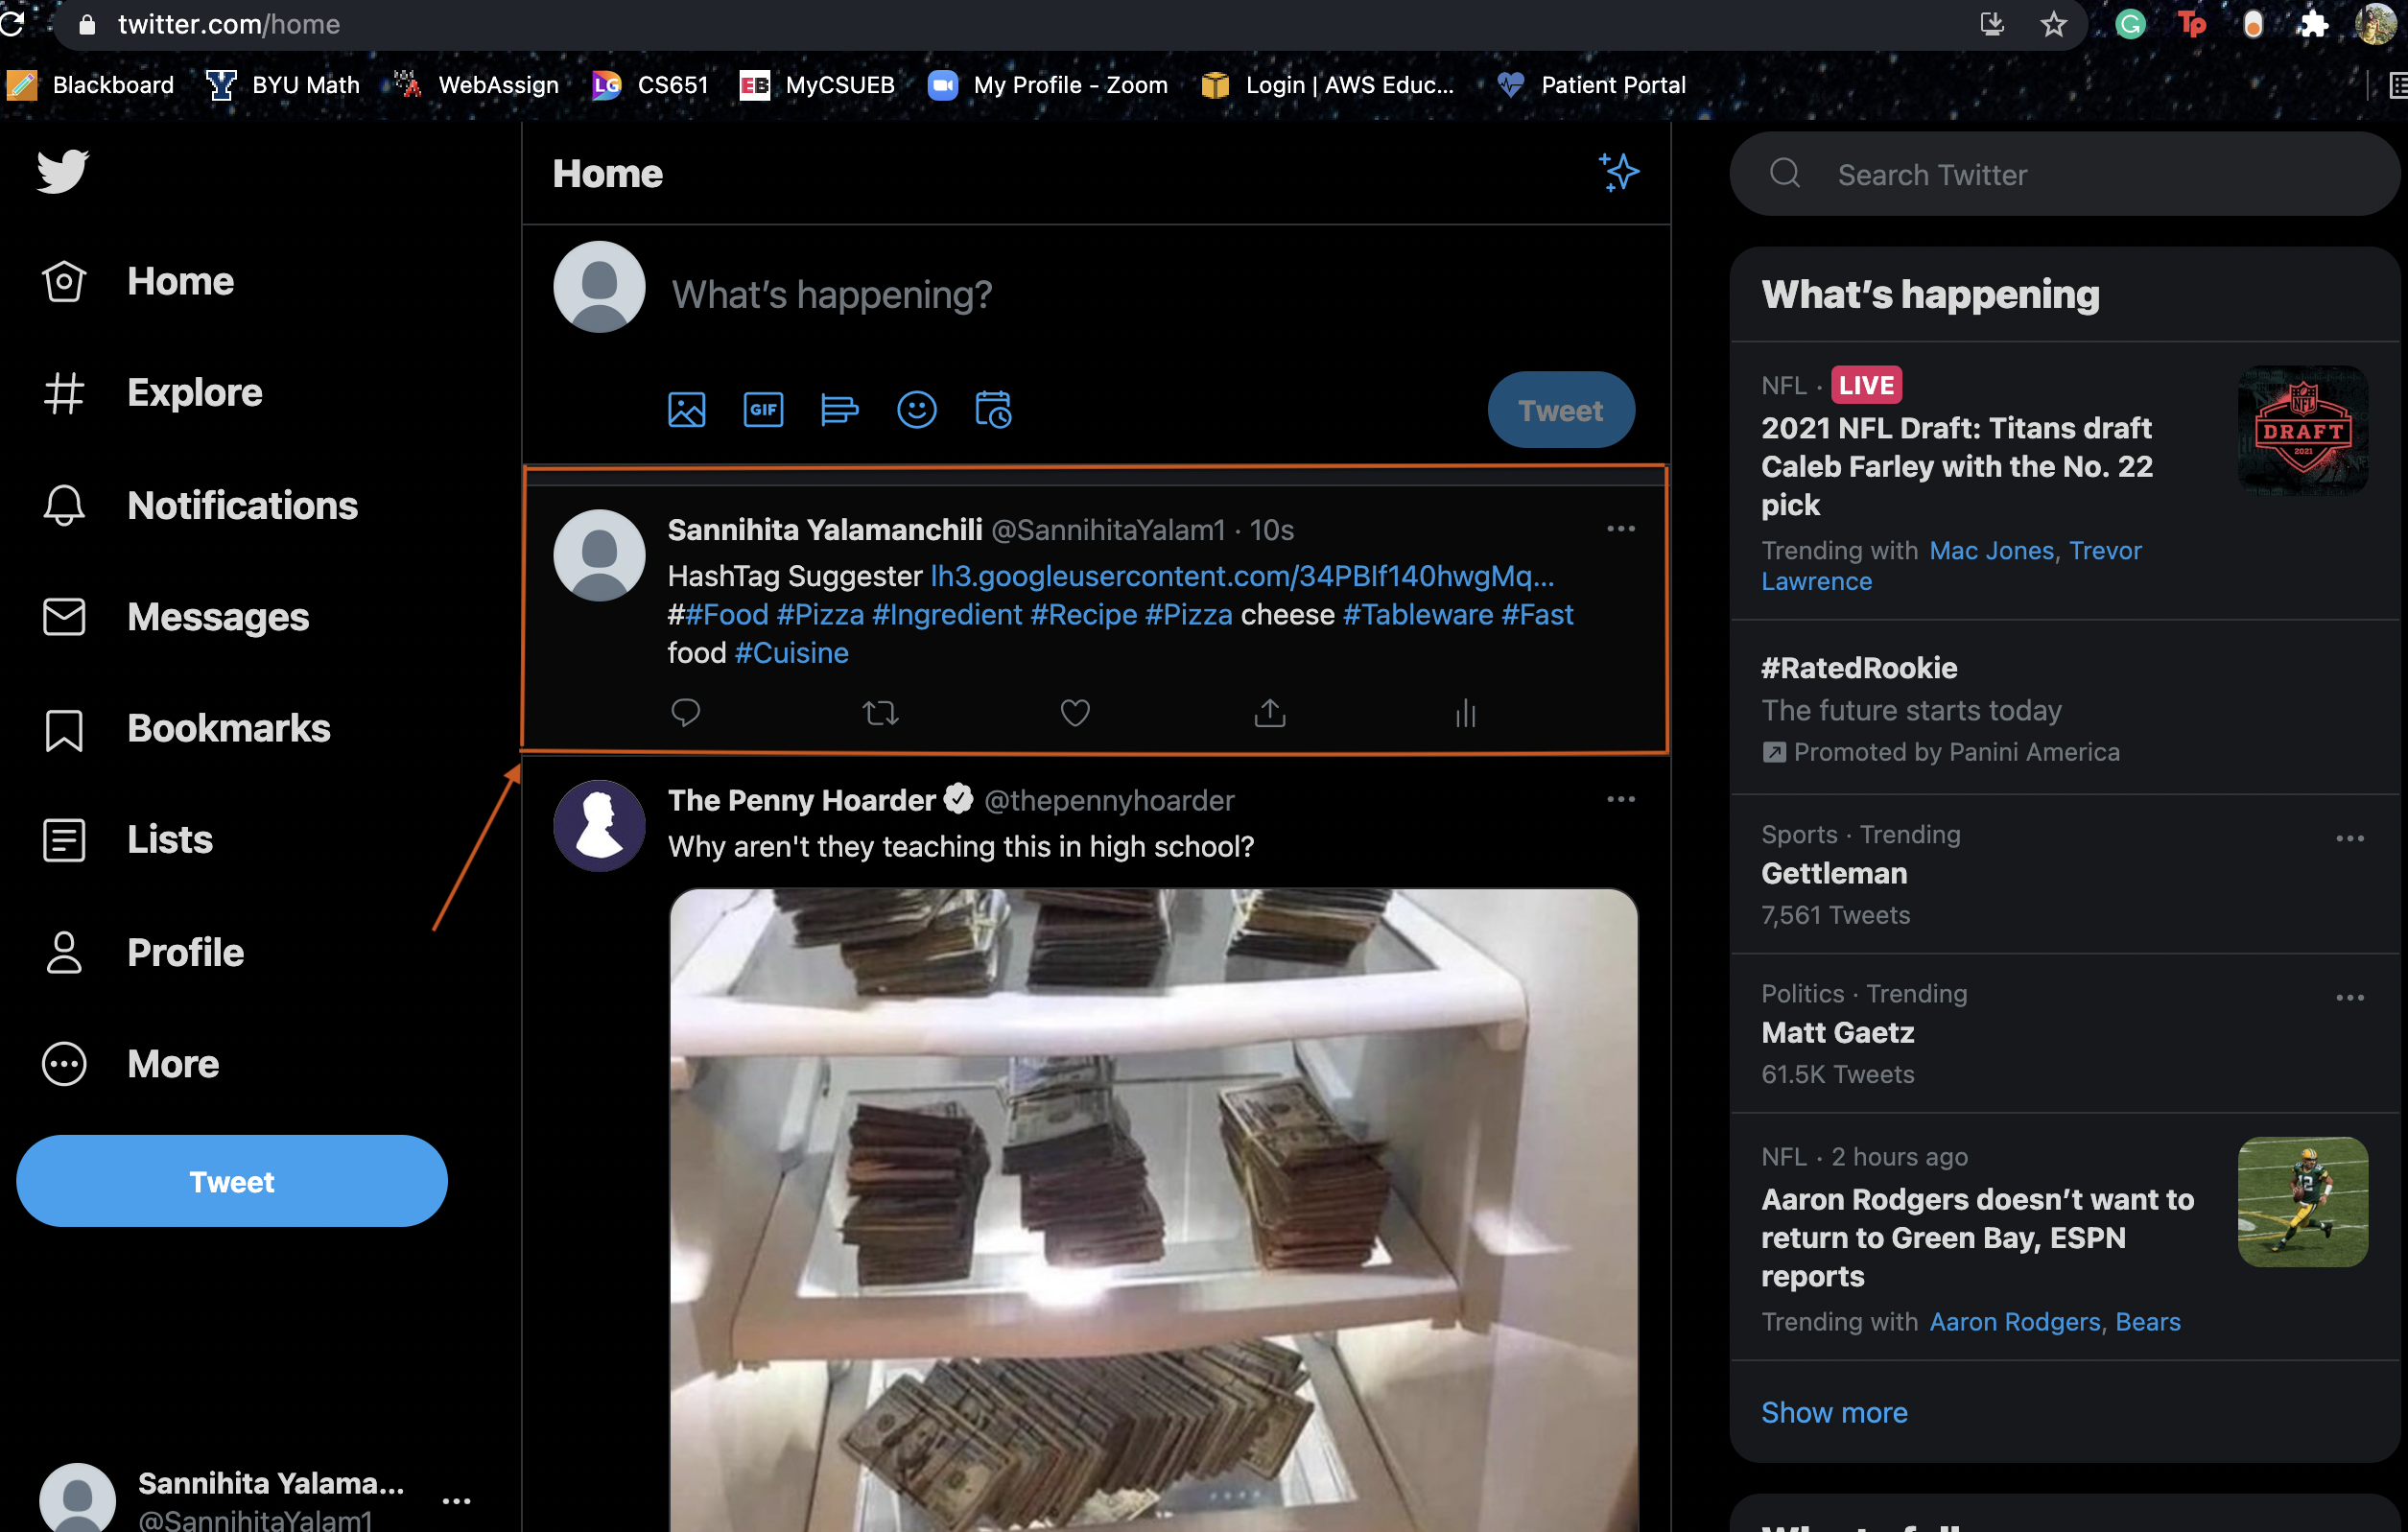 twitter.com/home
Blackboard
BYU Math
WebAssign
LG
CS651
EB
MyCSUEB
My Profile - Zoom
Login | AWS Educ...
Patient Portal
G
Tp
Home
Explore
Notifications
Messages
Bookmarks
Lists
Profile
More
Tweet
Sannihita Yalama...
@SannihitaYalam1
Home
What's happening?
GIF
Tweet
Sannihita Yalamanchili @SannihitaYalam1 · 10s
HashTag Suggester lh3.googleusercontent.com/34PBIf140hwgMq...
##Food #Pizza #Ingredient #Recipe #Pizza cheese #Tableware #Fast
food #Cuisine
The Penny Hoarder @thepennyhoarder
Why aren't they teaching this in high school?
Search Twitter
What's happening
NFL · LIVE
2021 NFL Draft: Titans draft
Caleb Farley with the No. 22
pick
NFL
DRAFT
2021
Trending with Mac Jones, Trevor
Lawrence
#RatedRookie
The future starts today
Promoted by Panini America
Sports · Trending
Gettleman
7,561 Tweets
Politics · Trending
Matt Gaetz
61.5K Tweets
NFL · 2 hours ago
Aaron Rodgers doesn't want to
return to Green Bay, ESPN
reports
12
Trending with Aaron Rodgers, Bears
Show more